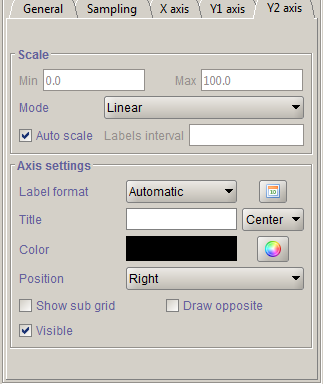 General Sampling X axis Y1 axis Y2 axis
Scale
Min 0.0 Max 100.0
Mode Linear
Auto scale Labels interval
Axis settings
Label format Automatic 10
Title Center
Color
Position Right
Show sub grid Draw opposite
Visible